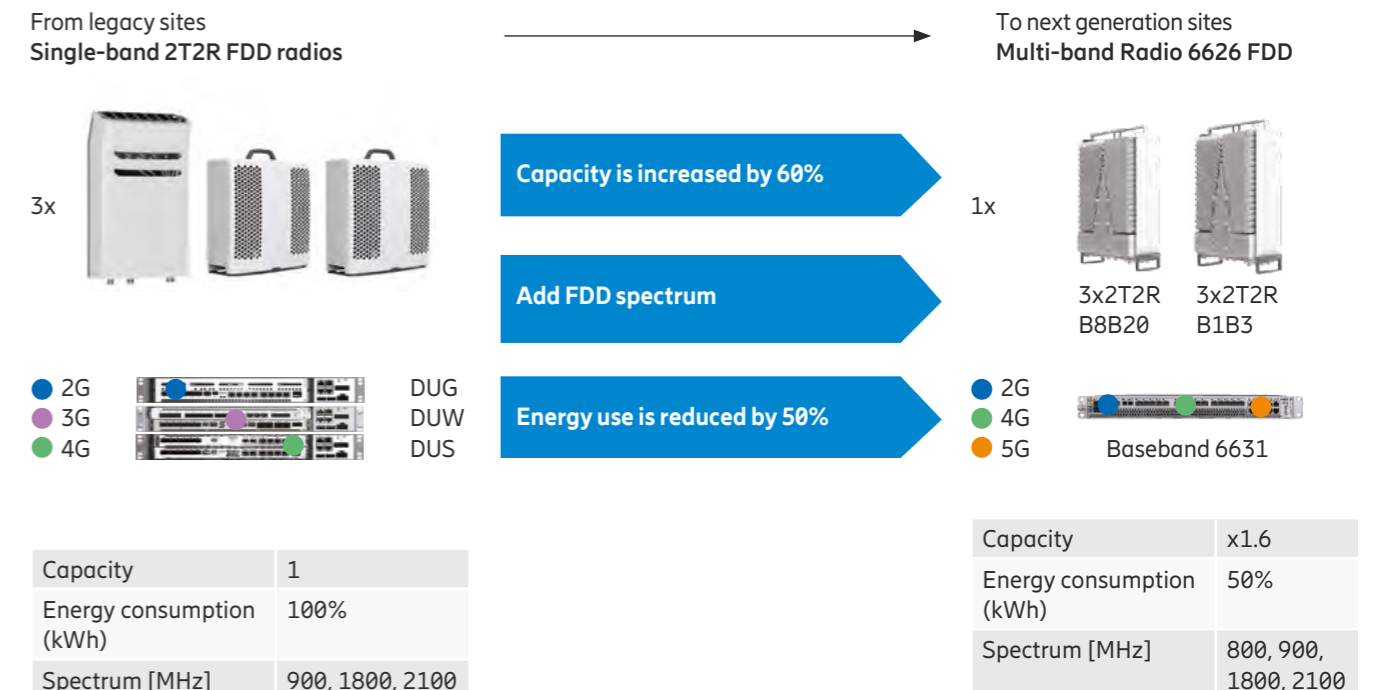 From legacy sites
Single-band 2T2R FDD radios
To next generation sites
Multi-band Radio 6626 FDD
3x
Capacity is increased by 60%
Add FDD spectrum
Energy use is reduced by 50%
1x
3x2T2R
B8B20
3x2T2R
B1B3
2G
3G
4G
DUG
DUW
DUS
2G
4G
5G
Baseband 6631
Capacity 1
Energy consumption
(kWh) 100%
Spectrum [MHz] 900, 1800, 2100
Capacity x1.6
Energy consumption
(kWh) 50%
Spectrum [MHz] 800, 900,
1800, 2100